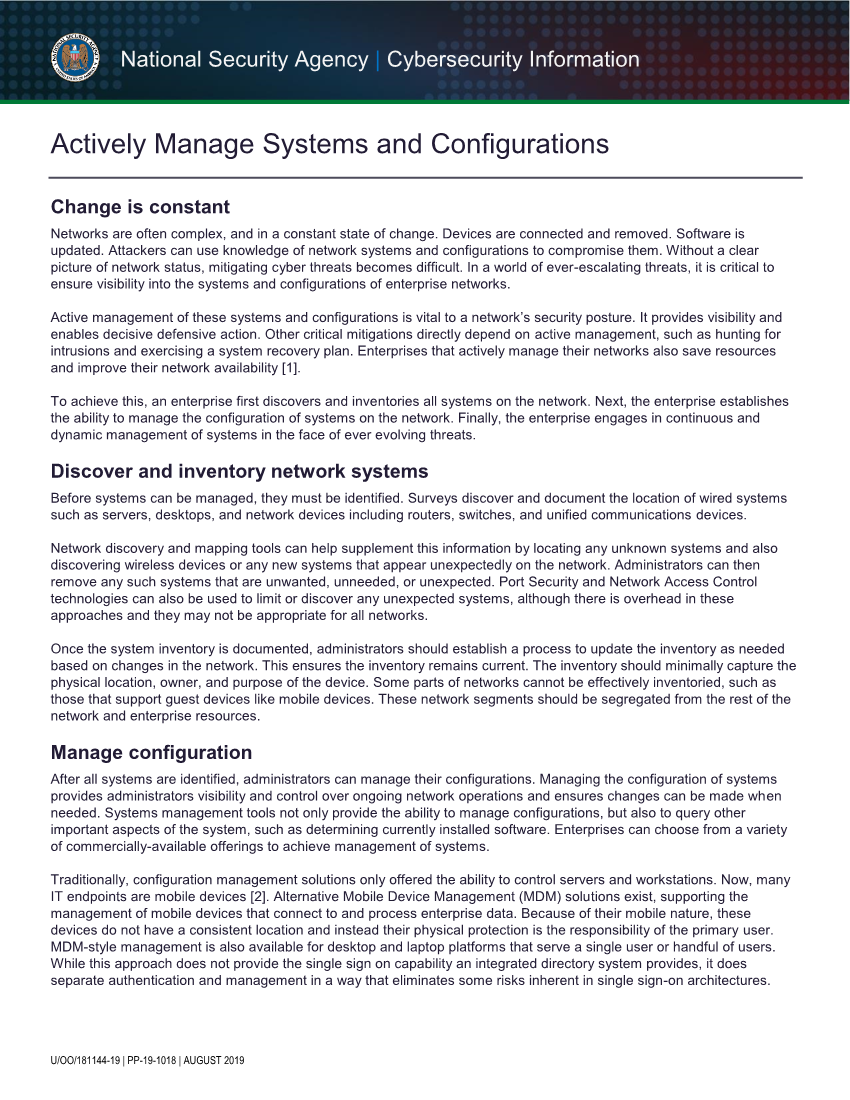 National Security Agency | Cybersecurity Information
Actively Manage Systems and Configurations
Change is constant
Networks are often complex, and in a constant state of change. Devices are connected and removed. Software is
updated. Attackers can use knowledge of network systems and configurations to compromise them. Without a clear
picture of network status, mitigating cyber threats becomes difficult. In a world of ever-escalating threats, it is critical to
ensure visibility into the systems and configurations of enterprise networks.
Active management of these systems and configurations is vital to a network’s security posture. It provides visibility and
enables decisive defensive action. Other critical mitigations directly depend on active management, such as hunting for
intrusions and exercising a system recovery plan. Enterprises that actively manage their networks also save resources
and improve their network availability [1].
To achieve this, an enterprise first discovers and inventories all systems on the network. Next, the enterprise establishes
the ability to manage the configuration of systems on the network. Finally, the enterprise engages in continuous and
dynamic management of systems in the face of ever evolving threats.
Discover and inventory network systems
Before systems can be managed, they must be identified. Surveys discover and document the location of wired systems
such as servers, desktops, and network devices including routers, switches, and unified communications devices.
Network discovery and mapping tools can help supplement this information by locating any unknown systems and also
discovering wireless devices or any new systems that appear unexpectedly on the network. Administrators can then
remove any such systems that are unwanted, unneeded, or unexpected. Port Security and Network Access Control
technologies can also be used to limit or discover any unexpected systems, although there is overhead in these
approaches and they may not be appropriate for all networks.
Once the system inventory is documented, administrators should establish a process to update the inventory as needed
based on changes in the network. This ensures the inventory remains current. The inventory should minimally capture the
physical location, owner, and purpose of the device. Some parts of networks cannot be effectively inventoried, such as
those that support guest devices like mobile devices. These network segments should be segregated from the rest of the
network and enterprise resources.
Manage configuration
After all systems are identified, administrators can manage their configurations. Managing the configuration of systems
provides administrators visibility and control over ongoing network operations and ensures changes can be made when
needed. Systems management tools not only provide the ability to manage configurations, but also to query other
important aspects of the system, such as determining currently installed software. Enterprises can choose from a variety
of commercially-available offerings to achieve management of systems.
Traditionally, configuration management solutions only offered the ability to control servers and workstations. Now, many
IT endpoints are mobile devices [2]. Alternative Mobile Device Management (MDM) solutions exist, supporting the
management of mobile devices that connect to and process enterprise data. Because of their mobile nature, these
devices do not have a consistent location and instead their physical protection is the responsibility of the primary user.
MDM-style management is also available for desktop and laptop platforms that serve a single user or handful of users.
While this approach does not provide the single sign on capability an integrated directory system provides, it does
separate authentication and management in a way that eliminates some risks inherent in single sign-on architectures.
U/OO/181144-19 | PP-19-1018 | AUGUST 2019